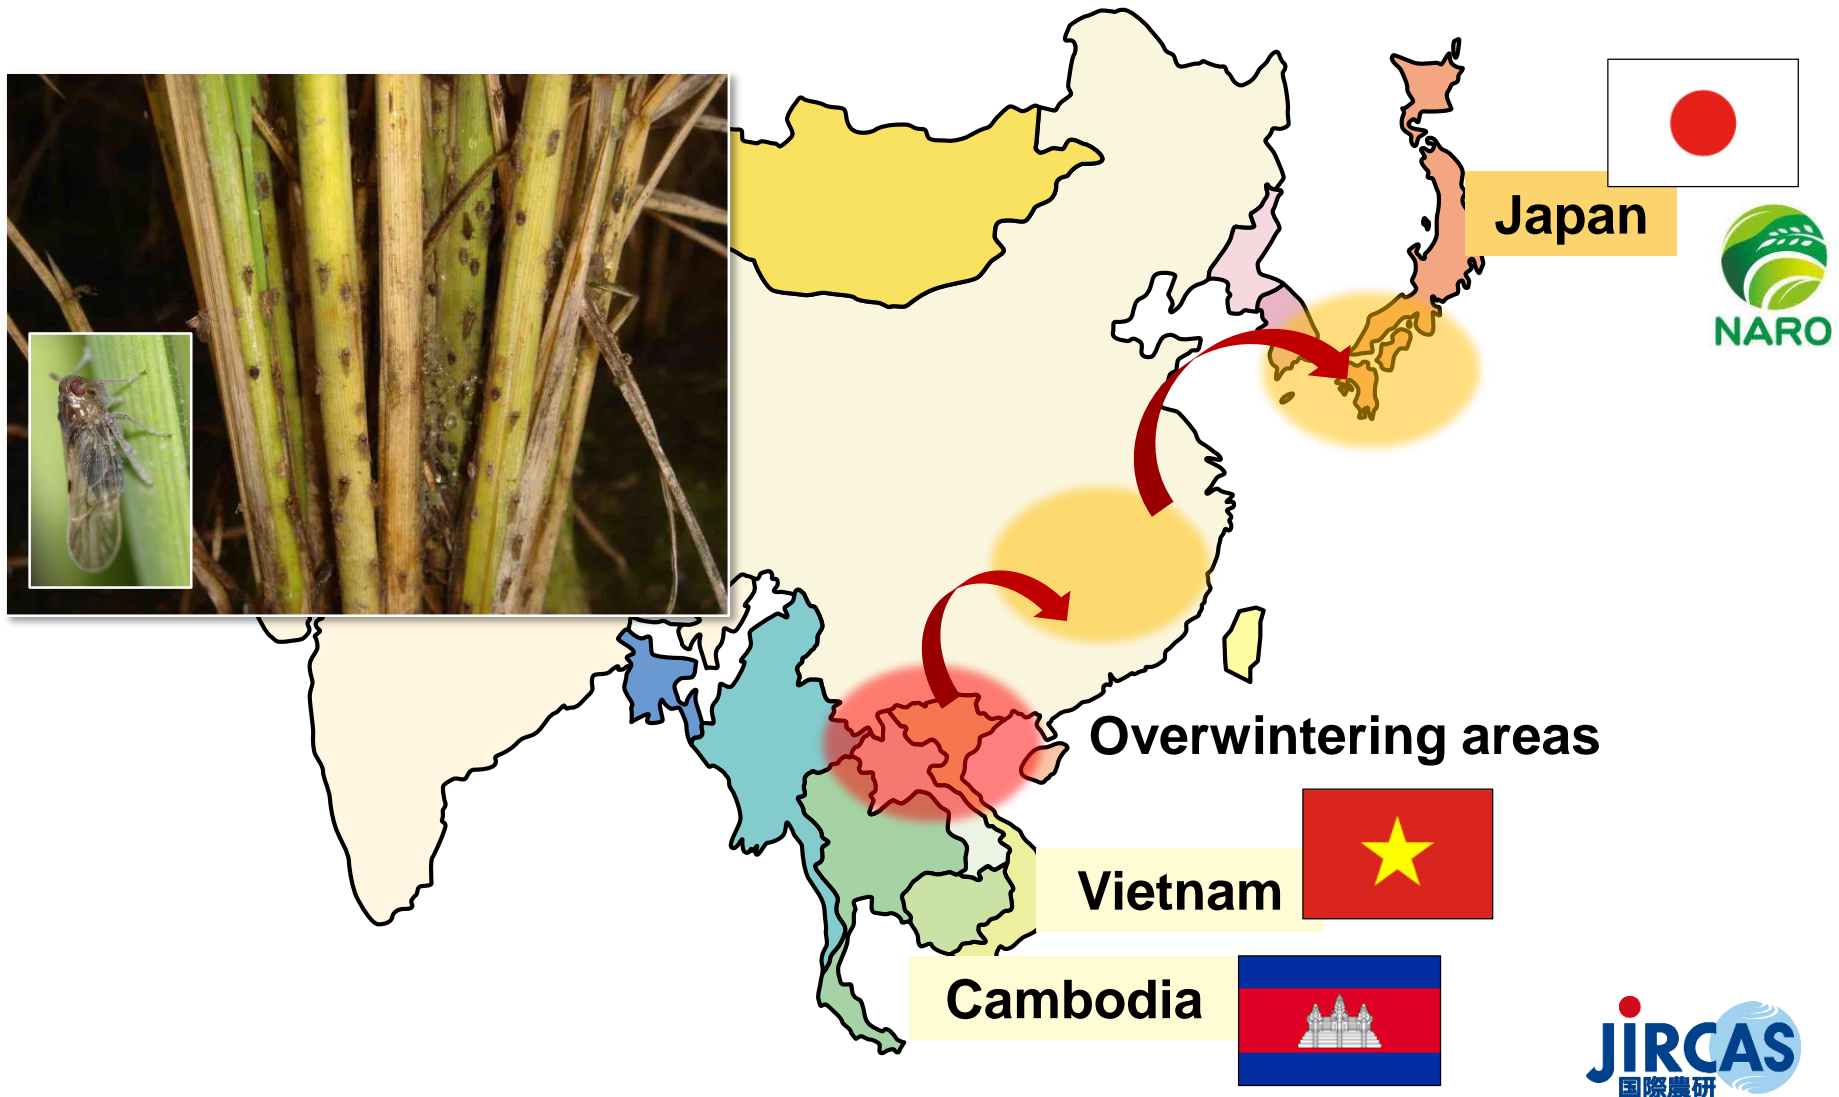 Japan
NARO
Overwintering areas
Vietnam
Cambodia
JIRCAS
国際農研